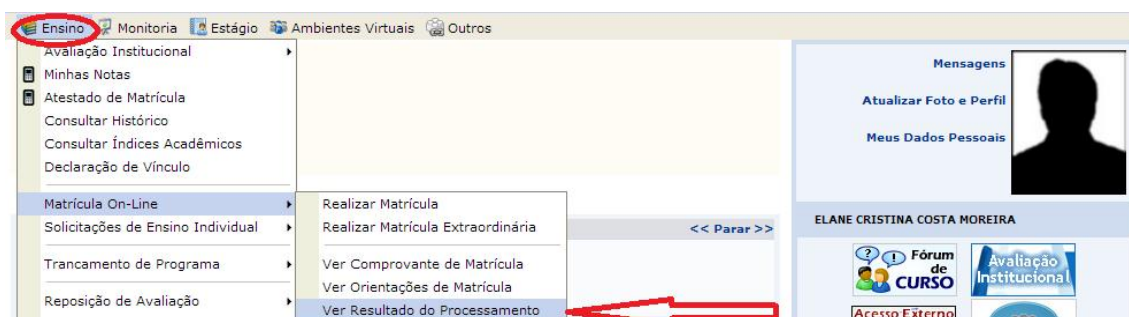 Ensino Monitoria Estágio Ambientes Virtuais Outros
Avaliação Institucional
Minhas Notas
Atestado de Matrícula
Consultar Histórico
Consultar Índices Acadêmicos
Declaração de Vínculo
Matrícula On-Line
Solicitações de Ensino Individual
Trancamento de Programa
Reposição de Avaliação
Realizar Matrícula
Realizar Matrícula Extraordinária
Ver Comprovante de Matrícula
Ver Orientações de Matrícula
Ver Resultado do Processamento
<< Parar >>
Mensagens
Atualizar Foto e Perfil
Meus Dados Pessoais
ELANE CRISTINA COSTA MOREIRA
Fórum
de
CURSO
Avaliação
Institucional
Acesso Externo